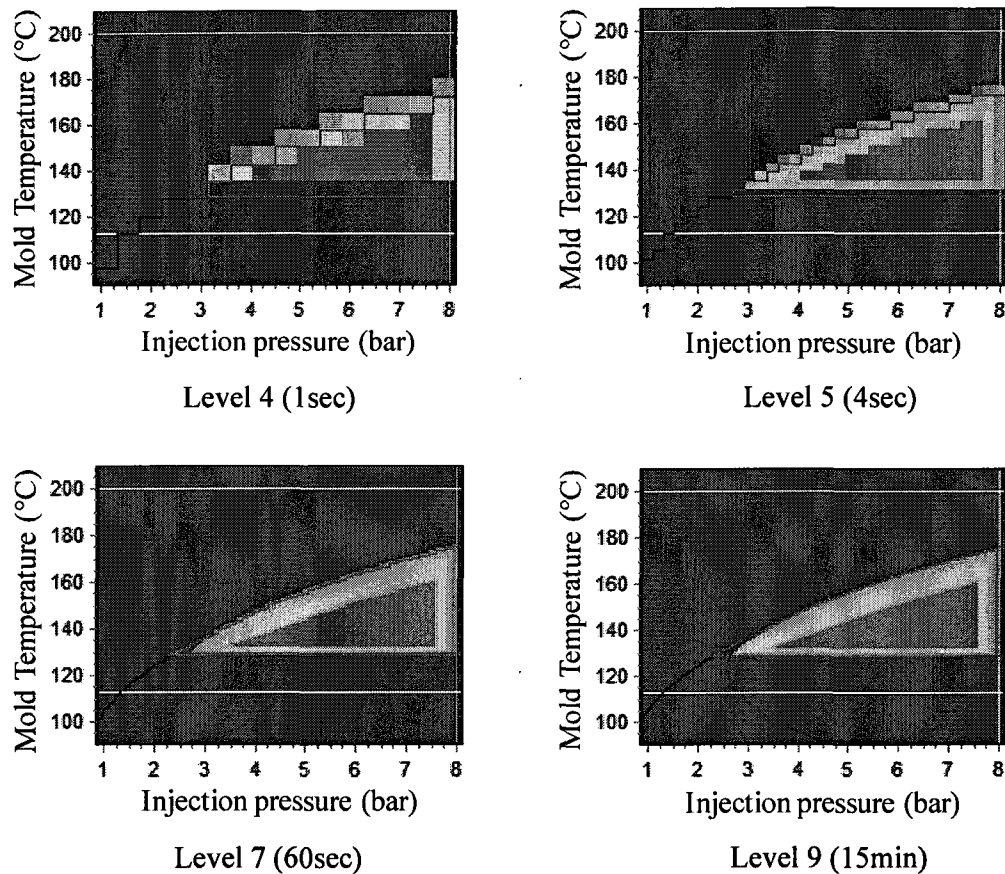 Mold Temperature (°C)
200
180
160
140
120
100
1 2 3 4 5 6 7 8
Injection pressure (bar)
Level 4 (1sec)
Mold Temperature (°C)
200
180
160
140
120
100
1 2 3 4 5 6 7 8
Injection pressure (bar)
Level 5 (4sec)
Mold Temperature (°C)
200
180
160
140
120
100
1 2 3 4 5 6 7 8
Injection pressure (bar)
Level 7 (60sec)
Mold Temperature (°C)
200
180
160
140
120
100
1 2 3 4 5 6 7 8
Injection pressure (bar)
Level 9 (15min)